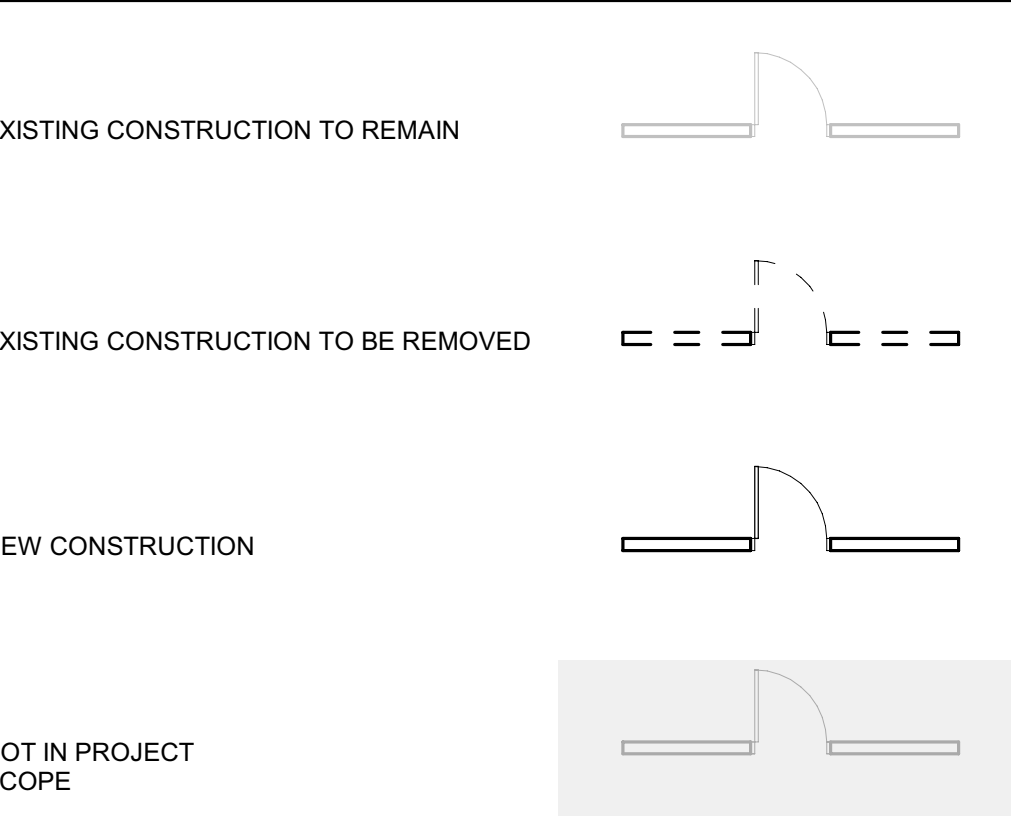 XISTING CONSTRUCTION TO REMAIN
XISTING CONSTRUCTION TO BE REMOVED
EW CONSTRUCTION
OT IN PROJECT
COPE